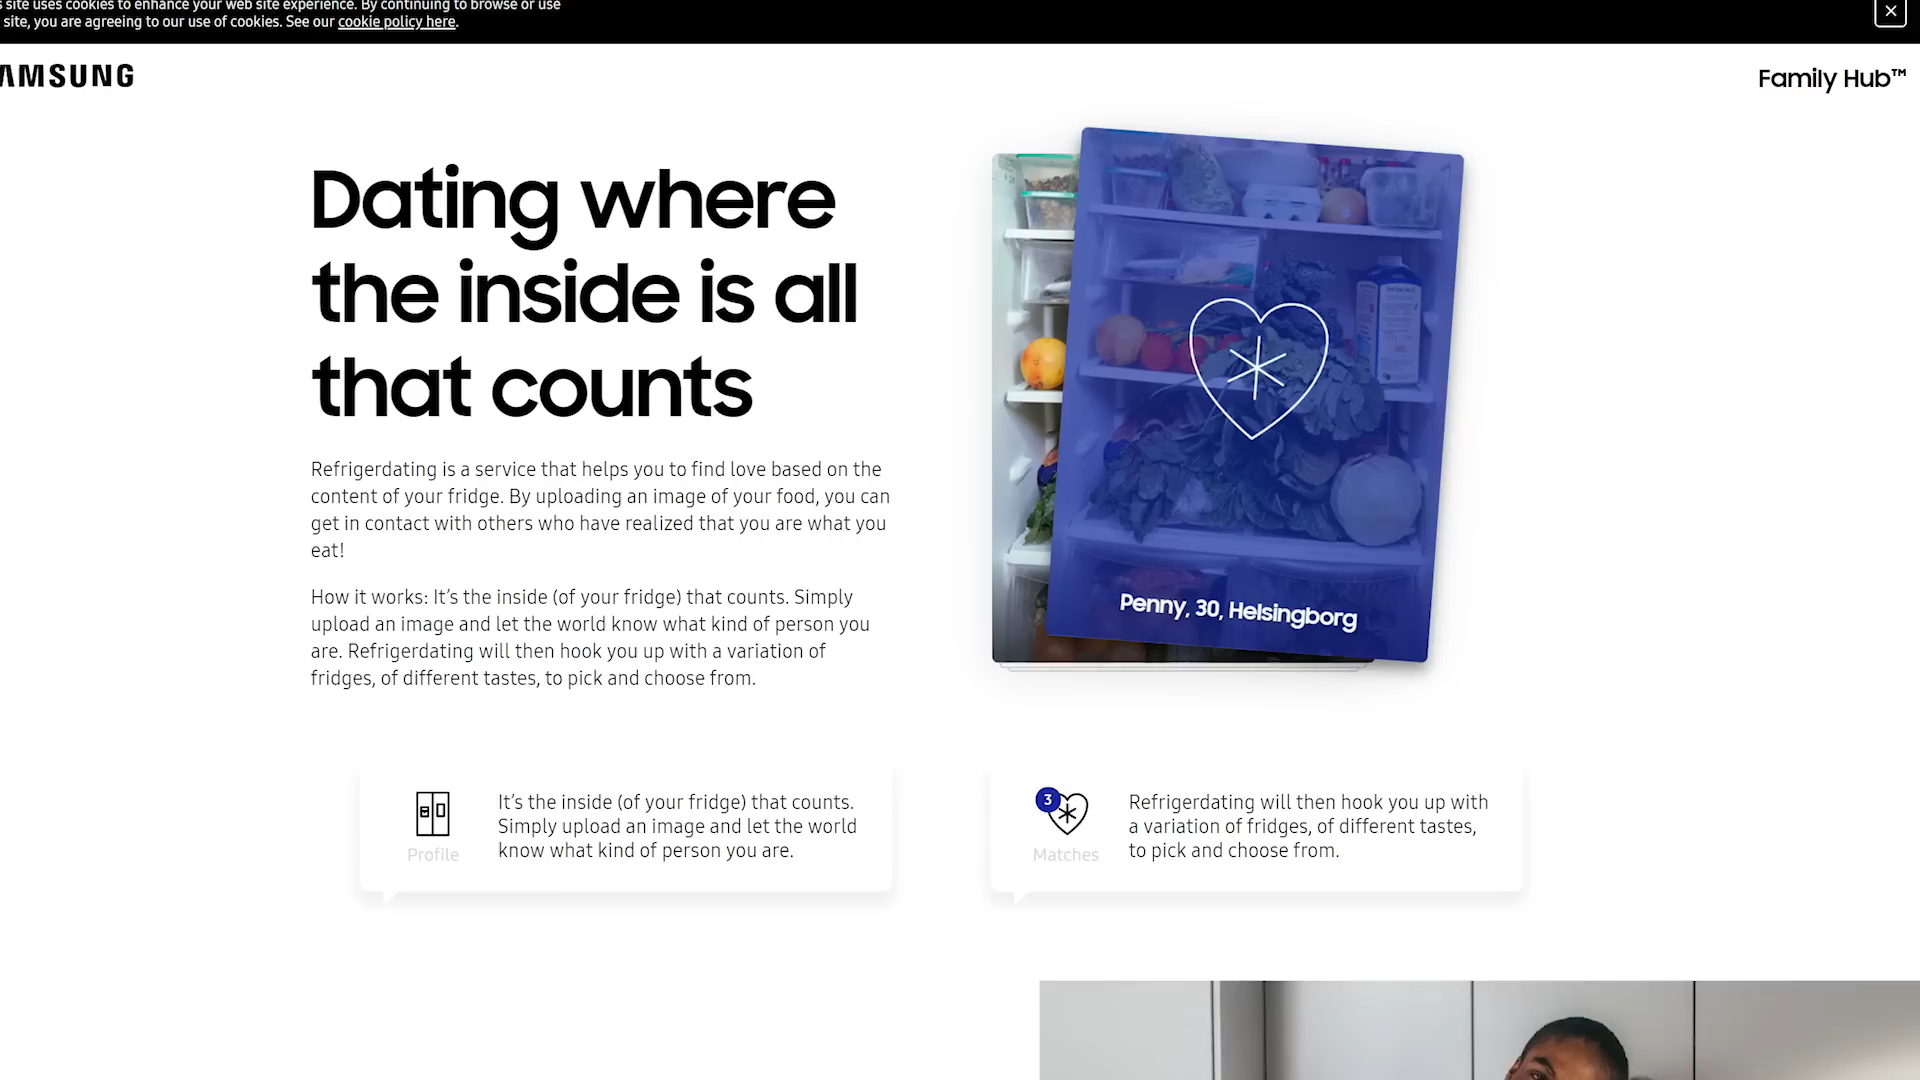 site uses cookies to enhance your web site experience. By continuing to browse or use
site, you are agreeing to our use of cookies. See our cookie policy here.
AMSUNG
Family Hub™
Dating where
the inside is all
that counts
Refrigerdating is a service that helps you to find love based on the
content of your fridge. By uploading an image of your food, you can
get in contact with others who have realized that you are what you
eat!
How it works: It’s the inside (of your fridge) that counts. Simply
upload an image and let the world know what kind of person you
are. Refrigerdating will then hook you up with a variation of
fridges, of different tastes, to pick and choose from.
Penny, 30, Helsingborg
Profile
It’s the inside (of your fridge) that counts.
Simply upload an image and let the world
know what kind of person you are.
3
Matches
Refrigerdating will then hook you up with
a variation of fridges, of different tastes,
to pick and choose from.